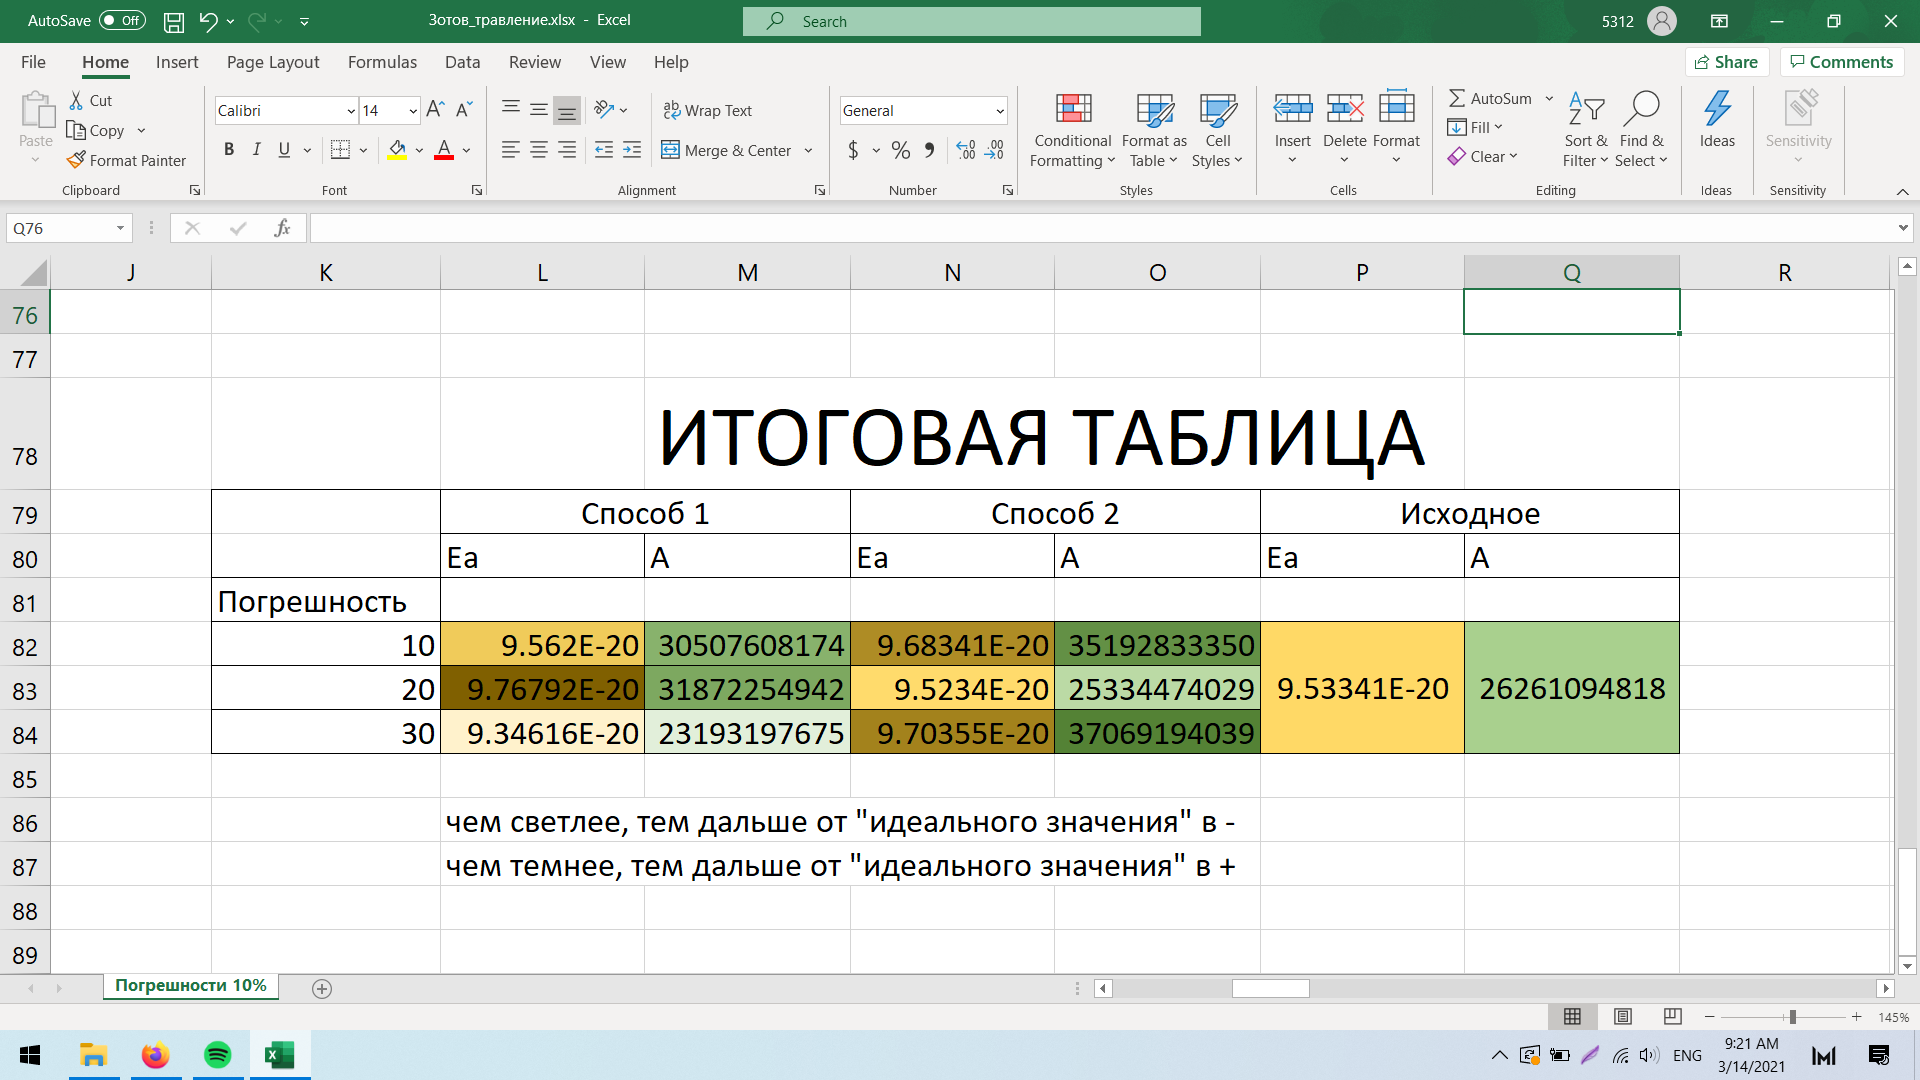 AutoSave Off Зотов_травление.xlsx - Excel Search 5312
File Home Insert Page Layout Formulas Data Review View Help Share Comments
Paste Cut Copy Format Painter Clipboard
Calibri 14 B I U A Font
Wrap Text Merge & Center Alignment
General $ % Number
Conditional Formatting Format as Table Cell Styles Styles
Insert Delete Format Cells
AutoSum Fill Clear Sort & Filter Find & Select Editing
Ideas Ideas
Sensitivity Sensitivity
Q76 fx
J K L M N O P Q R
76
77
78 ИТОГОВАЯ ТАБЛИЦА
79 Способ 1 Способ 2 Исходное
80 Ea A Ea A Ea A
81 Погрешность
82 10 9.562E-20 30507608174 9.68341E-20 35192833350
83 20 9.76792E-20 31872254942 9.5234E-20 25334474029 9.53341E-20 26261094818
84 30 9.34616E-20 23193197675 9.70355E-20 37069194039
85
86 чем светлее, тем дальше от "идеального значения" в -
87 чем темнее, тем дальше от "идеального значения" в +
88
89
Погрешности 10%
145%
ENG 9:21 AM
3/14/2021